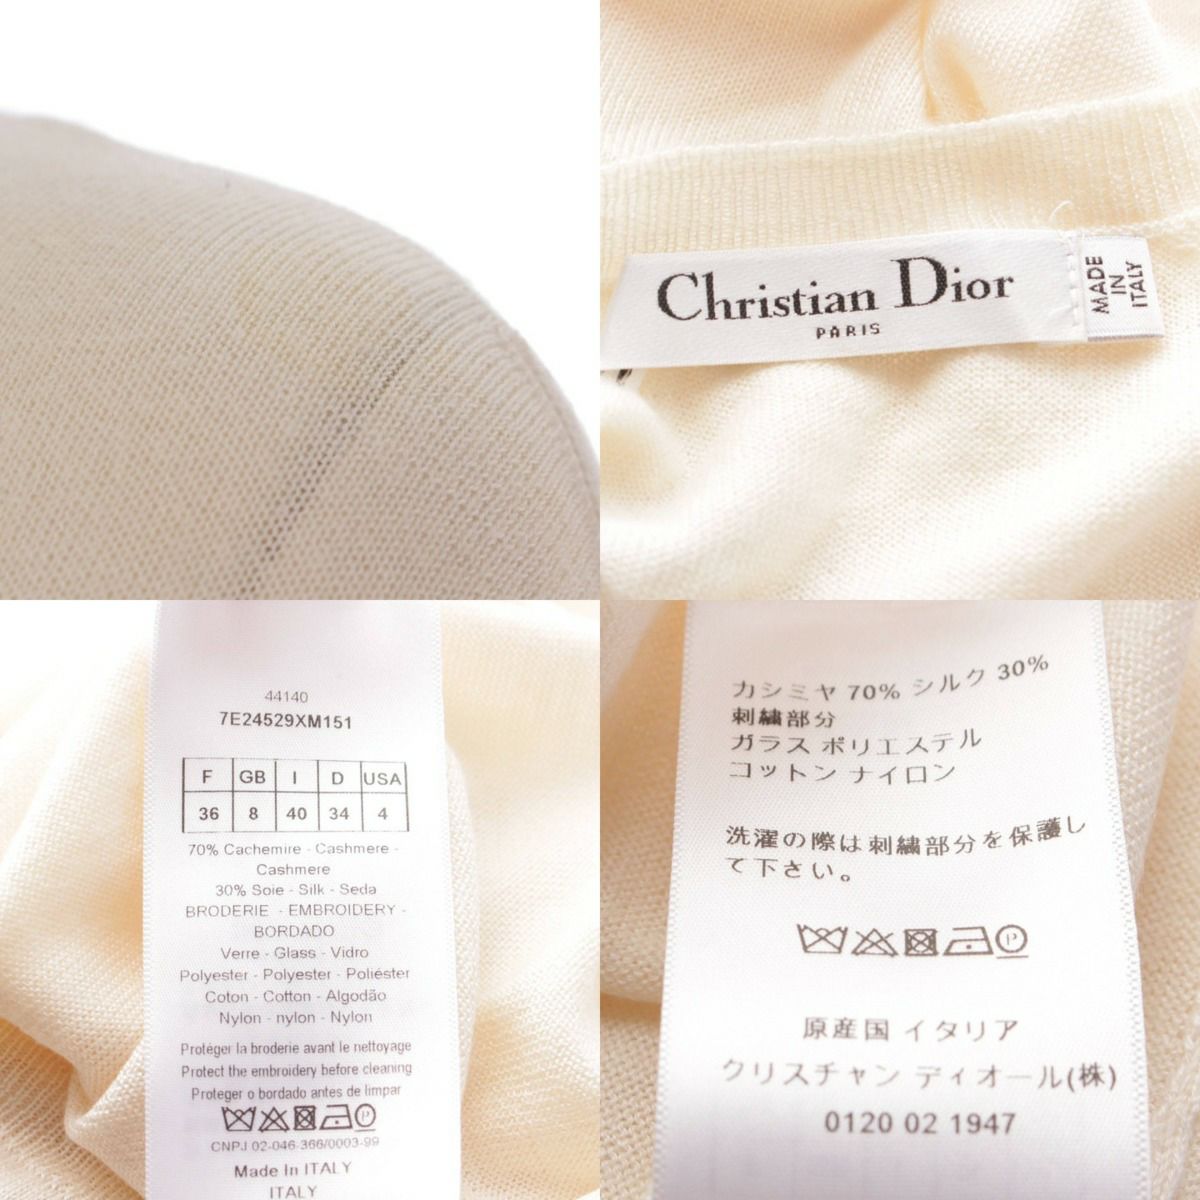 Christian Dior
PARIS
MADE
IN
ITALY
44140
7E24529XM151
F GB I D USA
36 8 40 34 4
70% Cachemire - Cashmere -
Cashmere
30% Soie - Silk - Seda
BRODERIE - EMBROIDERY -
BORDADO
Verre - Glass - Vidro
Polyester - Polyester - Poliéster
Coton - Cotton - Algodão
Nylon - nylon - Nylon
Protéger la broderie avant le nettoyage
Protect the embroidery before cleaning
Proteger o bordado antes de limpar
CNPJ 02-046-366/0003-99
Made In ITALY
ITALY
カシミヤ 70% シルク 30%
刺繍部分
ガラス ポリエステル
コットン ナイロン
洗濯の際は刺繍部分を保護し
て下さい。
P
原産国 イタリア
クリスチャン ディオール(株)
0120 02 1947